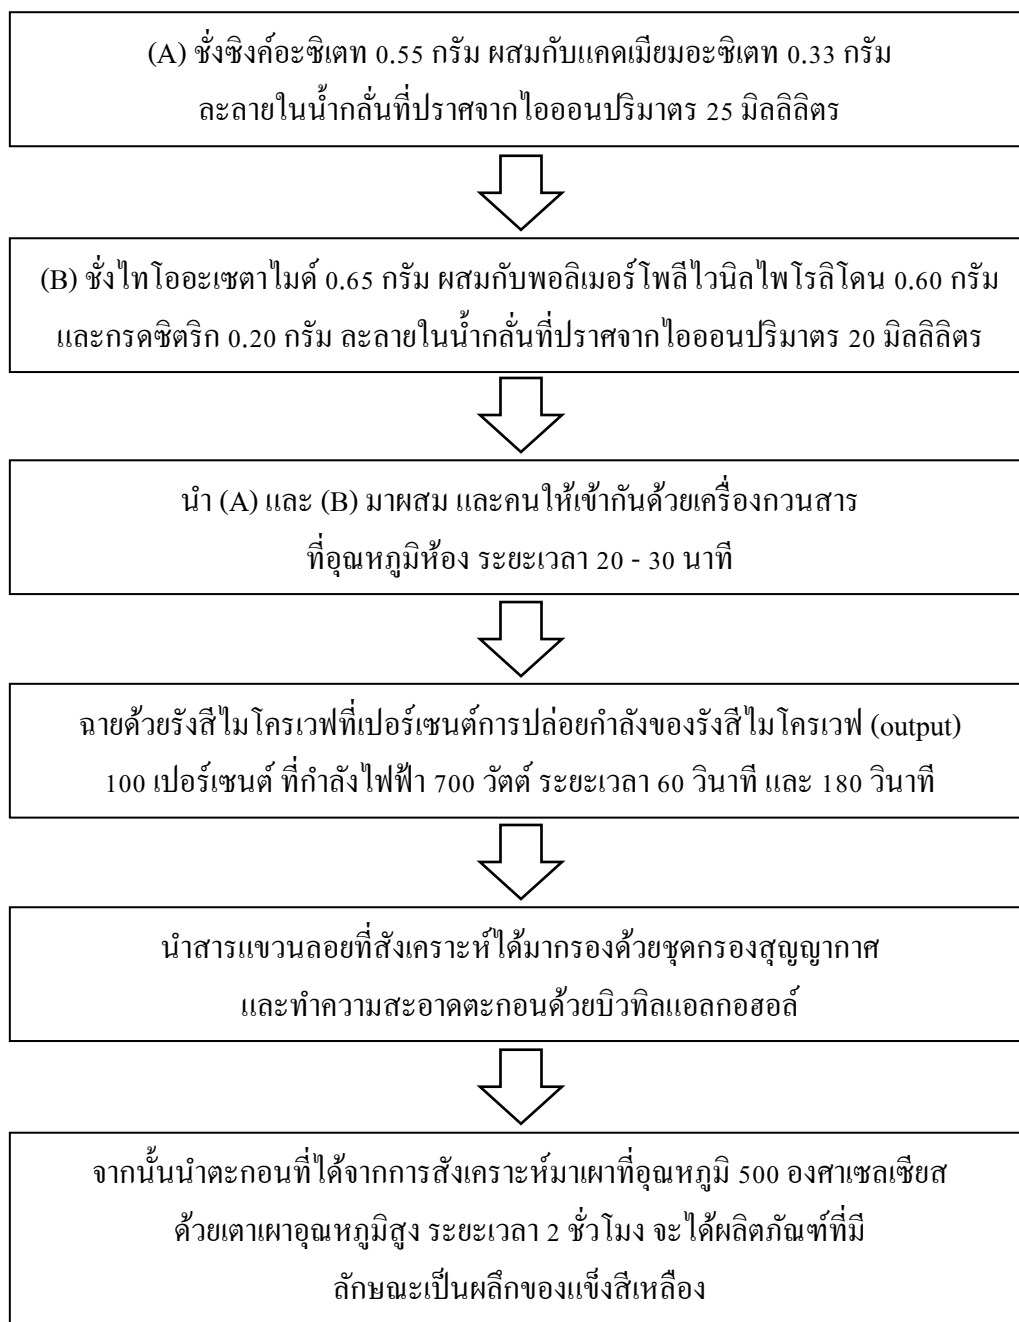 (A) ชั่งซิงค์อะซิเตท 0.55 กรัม ผสมกับแคดเมียมอะซิเตท 0.33 กรัม
ละลายในน้ำกลั่นที่ปราศจากไอออนปริมาตร 25 มิลลิลิตร
(B) ชั่งไทโออะเซตาไมด์ 0.65 กรัม ผสมกับพอลิเมอร์โพลีไวนิลไพโรลิโดน 0.60 กรัม
และกรดซิตริก 0.20 กรัม ละลายในน้ำกลั่นที่ปราศจากไอออนปริมาตร 20 มิลลิลิตร
นำ (A) และ (B) มาผสม และคนให้เข้ากันด้วยเครื่องกวนสาร
ที่อุณหภูมิห้อง ระยะเวลา 20 - 30 นาที
ฉายด้วยรังสีไมโครเวฟที่เปอร์เซนต์การปล่อยกำลังของรังสีไมโครเวฟ (output)
100 เปอร์เซนต์ ที่กำลังไฟฟ้า 700 วัตต์ ระยะเวลา 60 วินาที และ 180 วินาที
นำสารแขวนลอยที่สังเคราะห์ได้มากรองด้วยชุดกรองสุญญากาศ
และทำความสะอาดตะกอนด้วยบิวทิลแอลกอฮอล์
จากนั้นนำตะกอนที่ได้จากการสังเคราะห์มาเผาที่อุณหภูมิ 500 องศาเซลเซียส
ด้วยเตาเผาอุณหภูมิสูง ระยะเวลา 2 ชั่วโมง จะได้ผลิตภัณฑ์ที่มี
ลักษณะเป็นผลึกของแข็งสีเหลือง